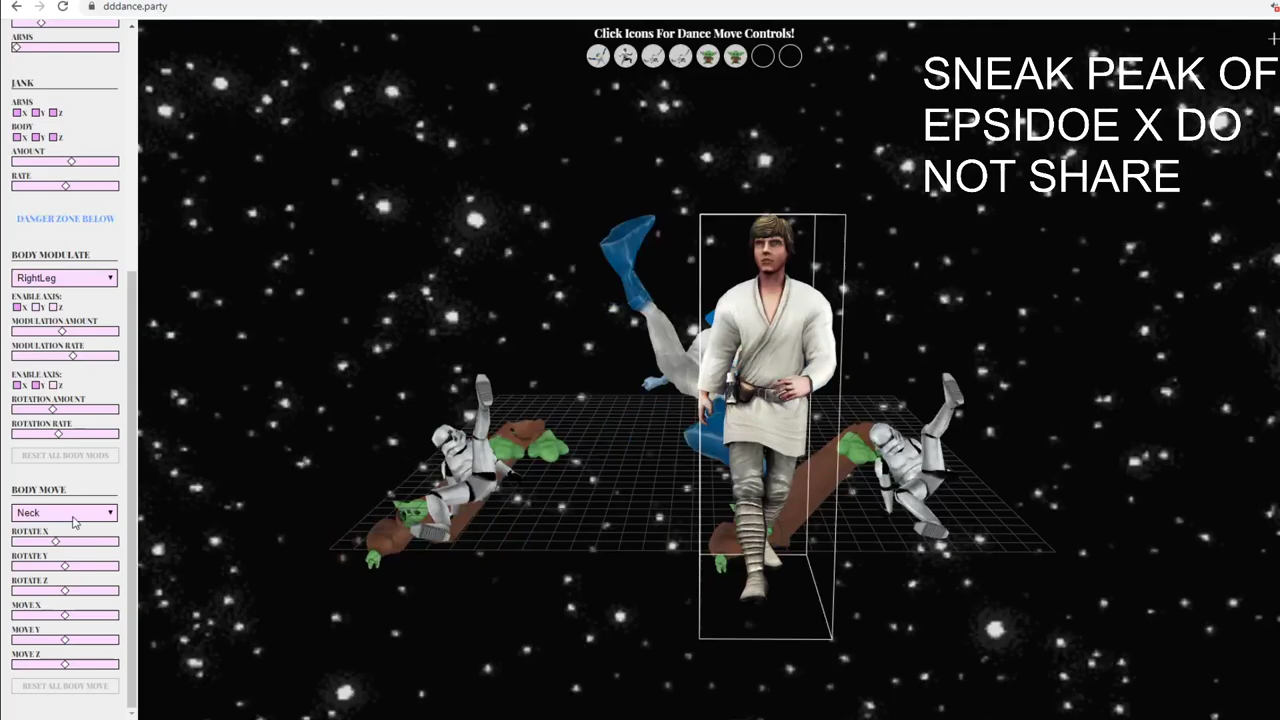 dddance.party
ARMS
JANK
ARMS
X Y Z
BODY
X Y Z
AMOUNT
RATE
DANGER ZONE BELOW
BODY MODULATE
RightLeg
ENABLE AXIS:
X Y Z
MODULATION AMOUNT
MODULATION RATE
ENABLE AXIS:
X Y Z
ROTATION AMOUNT
ROTATION RATE
RESET ALL BODY MODS
BODY MOVE
Neck
ROTATE X
ROTATE Y
ROTATE Z
MOVE X
MOVE Y
MOVE Z
RESET ALL BODY MOVE
Click Icons For Dance Move Controls!
SNEAK PEAK OF
EPSIDOE X DO
NOT SHARE